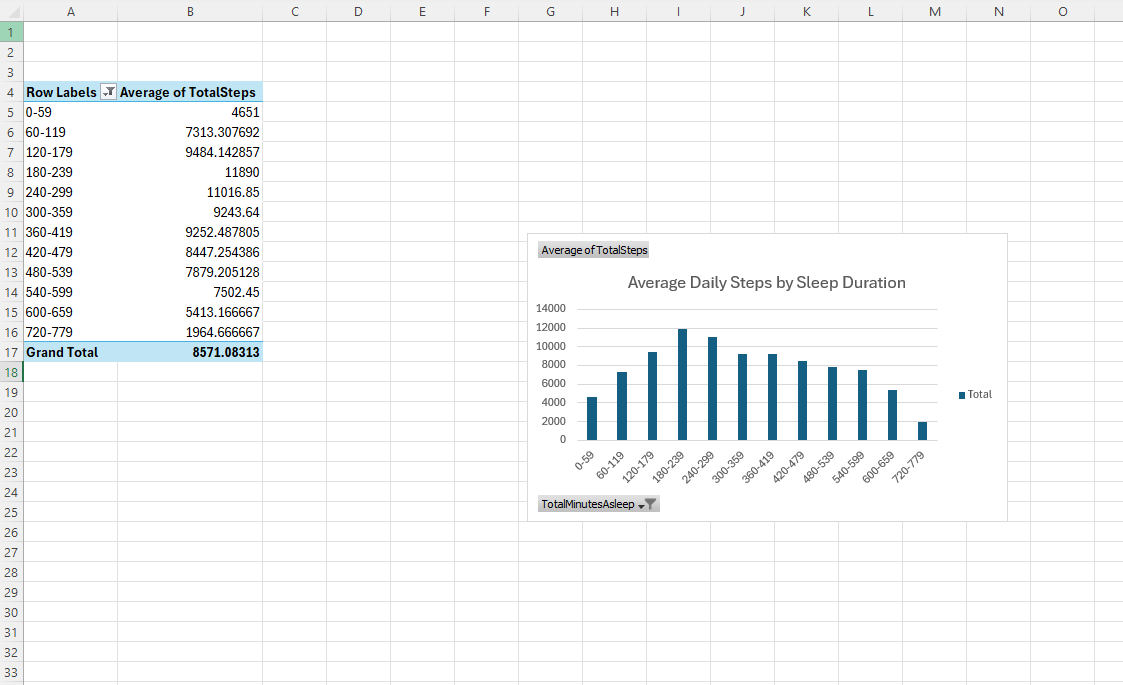 A B C D E F G H I J K L M N O
1
2
3
4 Row Labels Average of TotalSteps
5 0-59 4651
6 60-119 7313.307692
7 120-179 9484.142857
8 180-239 11890
9 240-299 11016.85
10 300-359 9243.64
11 360-419 9252.487805
12 420-479 8447.254386
13 480-539 7879.205128
14 540-599 7502.45
15 600-659 5413.166667
16 720-779 1964.666667
17 Grand Total 8571.08313
18
19
20
21
22
23
24
25
26
27
28
29
30
31
32
33
Average of TotalSteps
Average Daily Steps by Sleep Duration
14000
12000
10000
8000
6000
4000
2000
0
0-59 60-119 120-179 180-239 240-299 300-359 360-419 420-479 480-539 540-599 600-659 720-779
Total
TotalMinutesAsleep